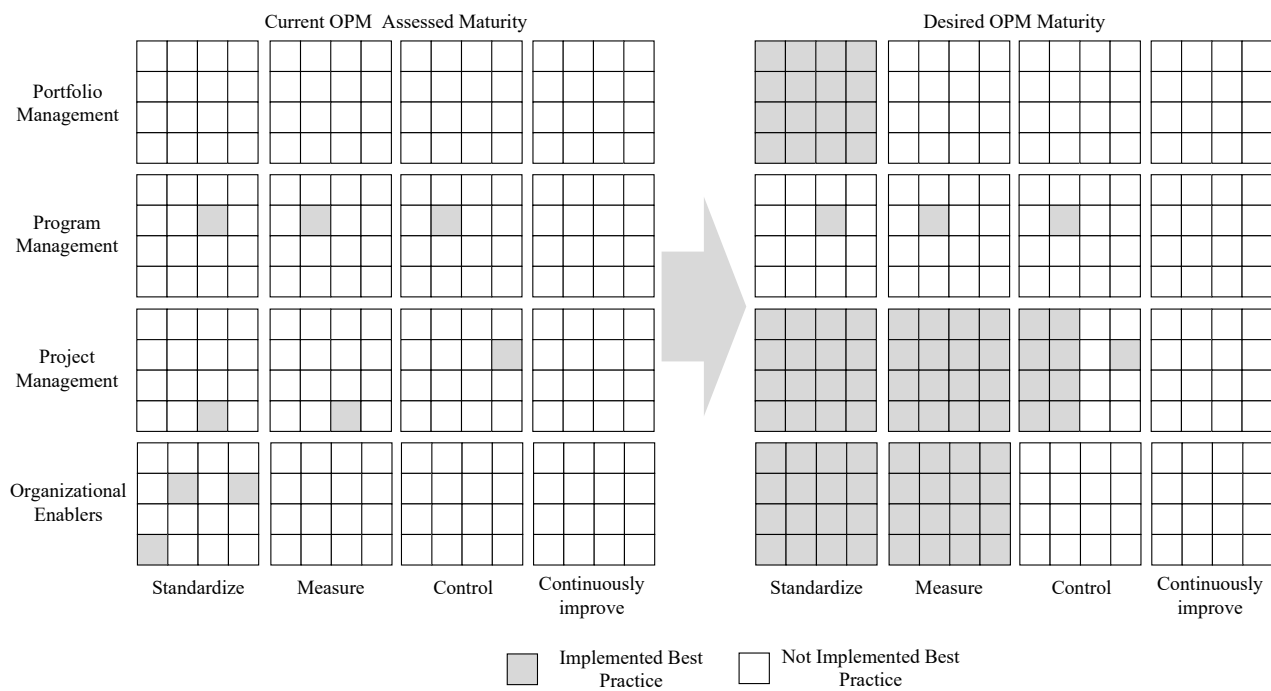 Current OPM  Assessed Maturity
Desired OPM Maturity
Portfolio
Management
Program
Management
Project
Management
Organizational
Enablers
Standardize
Measure
Control
Continuously
improve
Standardize
Measure
Control
Continuously
improve
Implemented Best
Practice
Not Implemented Best
Practice